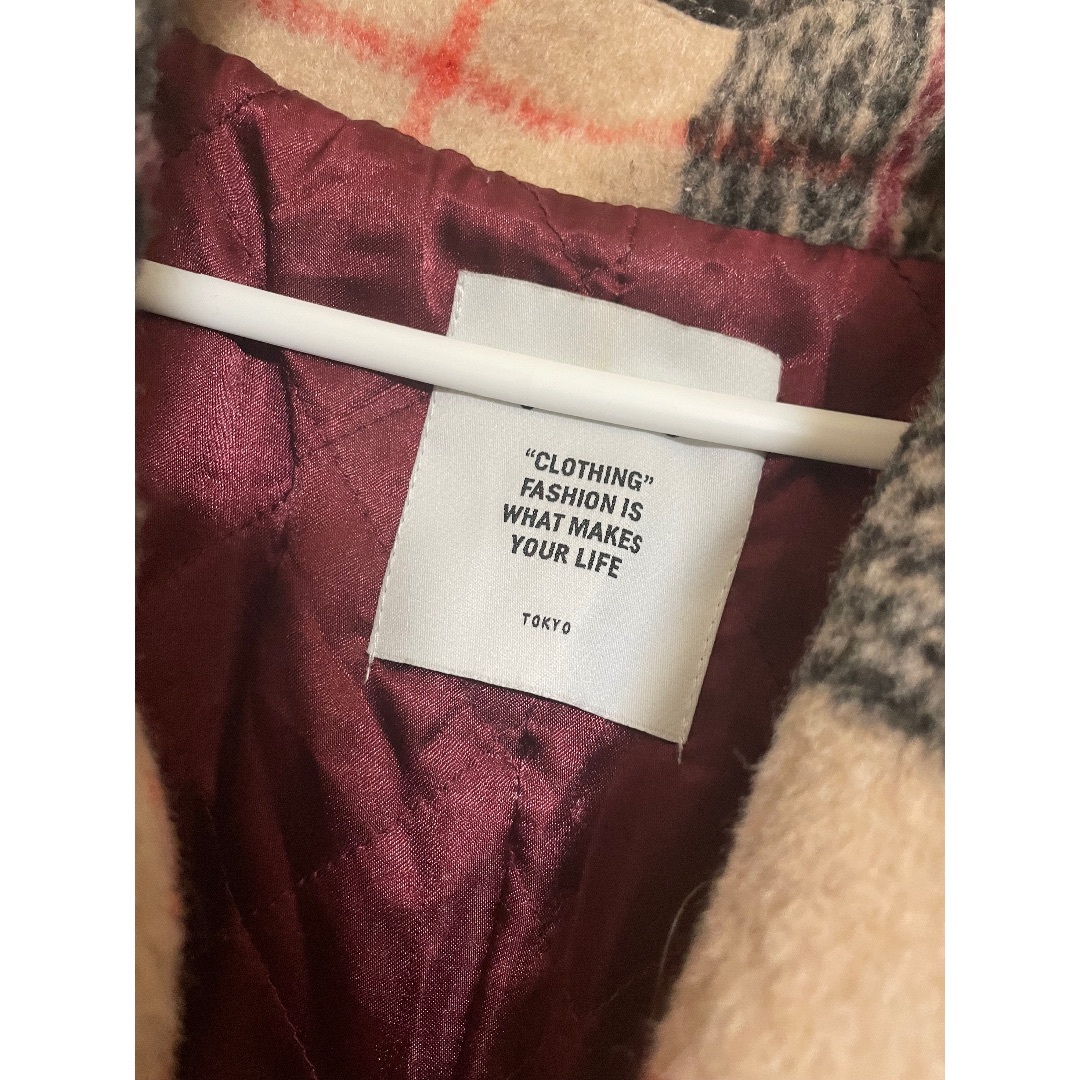 “CLOTHING”
FASHION IS
WHAT MAKES
YOUR LIFE
TOKYO